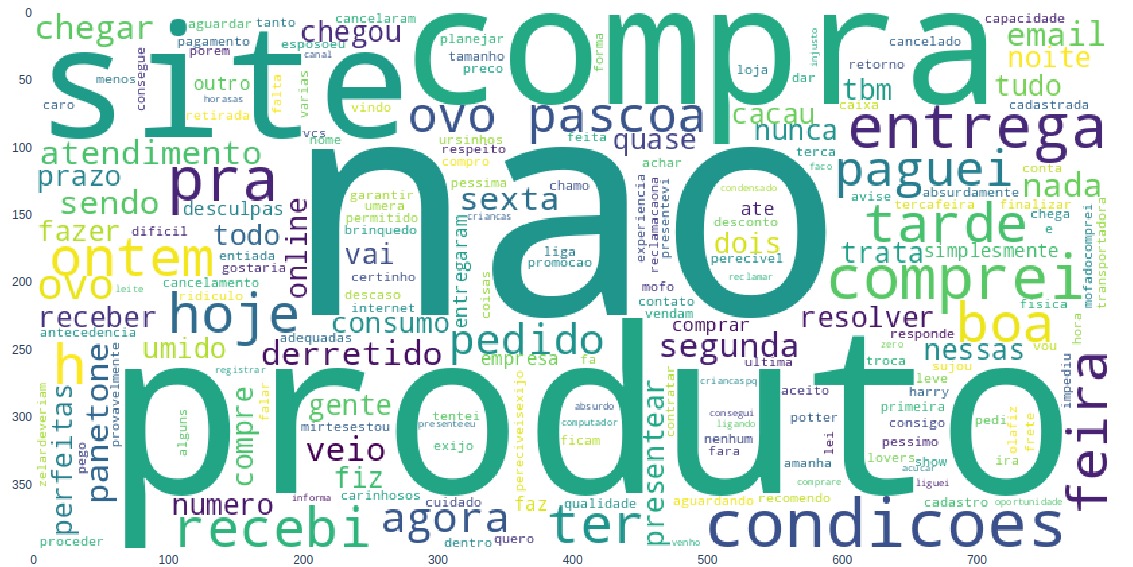 0
50
100
150
200
250
300
350
0
100
200
300
400
500
600
700
chegar
aguardar
tanto
chegou
cancelaram
compra
capacidade
email
site
pagamento
porem
esposoeu
canal
planejar
tamanho
preco
forma
loja
injusto
dar
cancelado
retorno
noite
tudo
menos
consegue
outro
horasas
falta
varias
caro
retirada
vindo
ovo pascoa
cacau
caixa
tbm
cadastrada
vcs
nome
ursinhos
respeito
compro
feita
quase
nunca
entrega
atendimento
prazo
pra
nao
pessima
achar
terca
faco
paguei
conta
nada
absurdamente
sendo
desculpas
garantir
umera
permitido
brinquedo
sexta
chamo
criancas
experiencia
reclamacaona
presentevi
condensado
ate
desconto
dois
perecivel
reclamar
avise
tercafeira
finalizar
chega
e
fazer
dificil
todo
online
vai
certinho
entregaram
liga
promocao
tarde
trata
simplesmente
mofadocomprei
transportadora
ontem
entiada
gostaria
cancelamento
ridiculo
ovo
leite
descaso
internet
coisas
mofo
contato
vendam
comprei
fisica
receber
antecedencia
hoje
consumo
adequadas
derretido
pedido
empresa
fa
comprar
segunda
ultima
resolver
responde
boa
hora
vou
h
umido
zero
troca
nessas
sujou
panetone
provavelmente
registrar
produto
criancaspq
aceito
leve
harry
impediu
feira
zelardeveriam
perfeitas
pego
alguns
compre
falar
gente
mirtesestou
tentei
presenteeu
exijo
pereciveisexijo
absurdo
computador
ficam
presentear
contratar
consegui
ligando
nenhum
fara
potter
lei
amanha
primeira
consigo
pessimo
lovers
show
acucar
pedi
olafiz
frete
ira
veio
fiz
numero
informa
carinhosos
cuidado
faz
qualidade
aguardando
recomendo
comprare
liguei
cadastro
oportunidade
proceder
recebi
agora
dentro
quero
ter
venho
condicoes